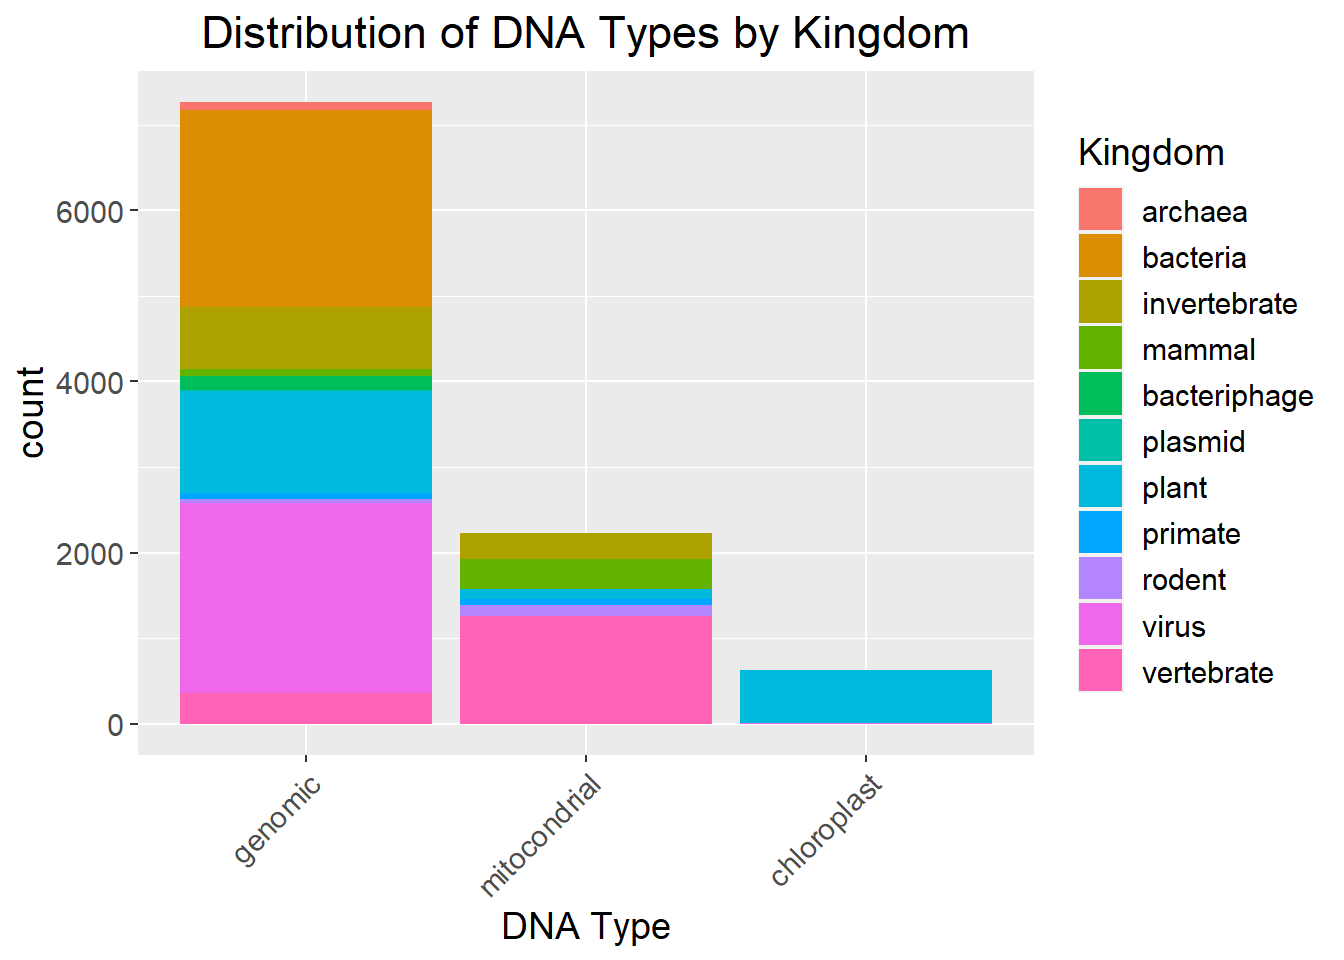 Distribution of DNA Types by Kingdom
count
6000
4000
2000
0
genomic
mitocondrial
chloroplast
DNA Type
Kingdom
archaea
bacteria
invertebrate
mammal
bacteriphage
plasmid
plant
primate
rodent
virus
vertebrate